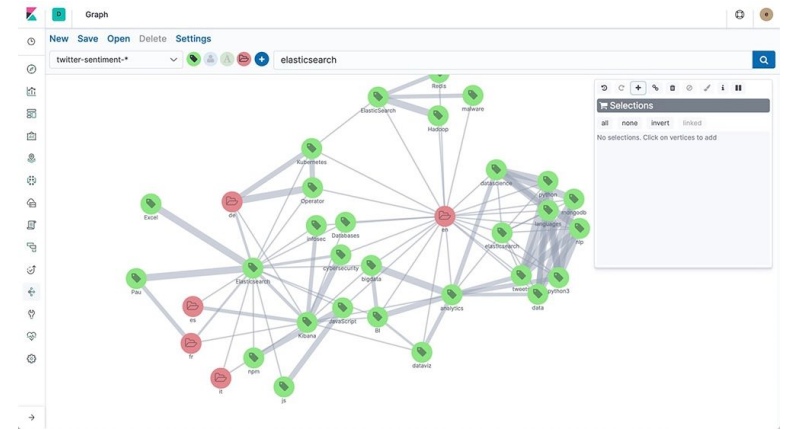 D
Graph
e
New Save Open Delete Settings
twitter-sentiment-*
elasticsearch
Selections
all none invert linked
No selections. Click on vertices to add
Redis
ElasticSearch
malware
Hadoop
Kubernetes
datascience
python
Operator
mongodb
Excel
de
en
languages
infosec
Databases
nlp
elasticsearch
cybersecurity
Elasticsearch
bigdata
Pau
python3
analytics
data
es
JavaScript
BI
Kibana
fr
dataviz
npm
it
js